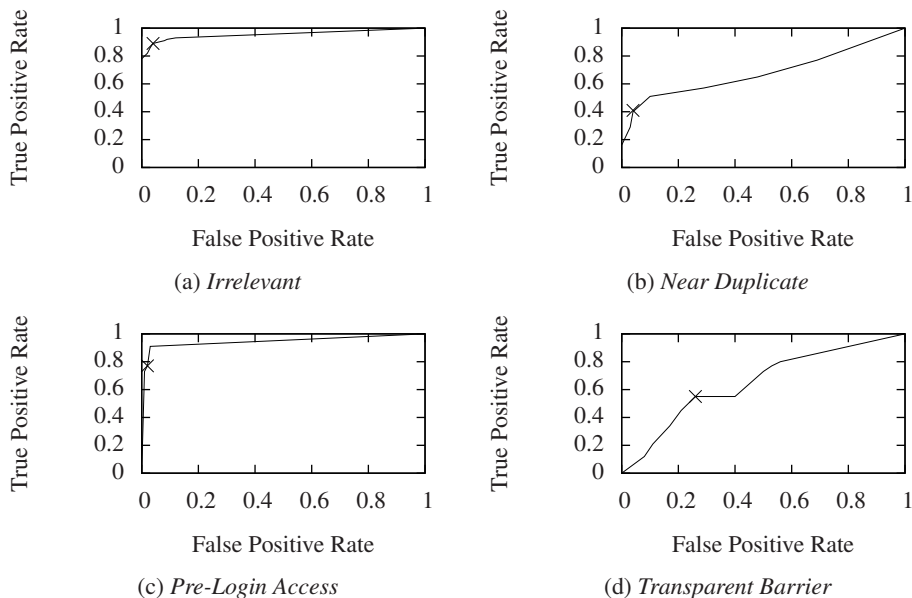 True Positive Rate
1
0.8
0.6
0.4
0.2
0
0 0.2 0.4 0.6 0.8 1
False Positive Rate
(a) Irrelevant
True Positive Rate
1
0.8
0.6
0.4
0.2
0
0 0.2 0.4 0.6 0.8 1
False Positive Rate
(b) Near Duplicate
True Positive Rate
1
0.8
0.6
0.4
0.2
0
0 0.2 0.4 0.6 0.8 1
False Positive Rate
(c) Pre-Login Access
True Positive Rate
1
0.8
0.6
0.4
0.2
0
0 0.2 0.4 0.6 0.8 1
False Positive Rate
(d) Transparent Barrier